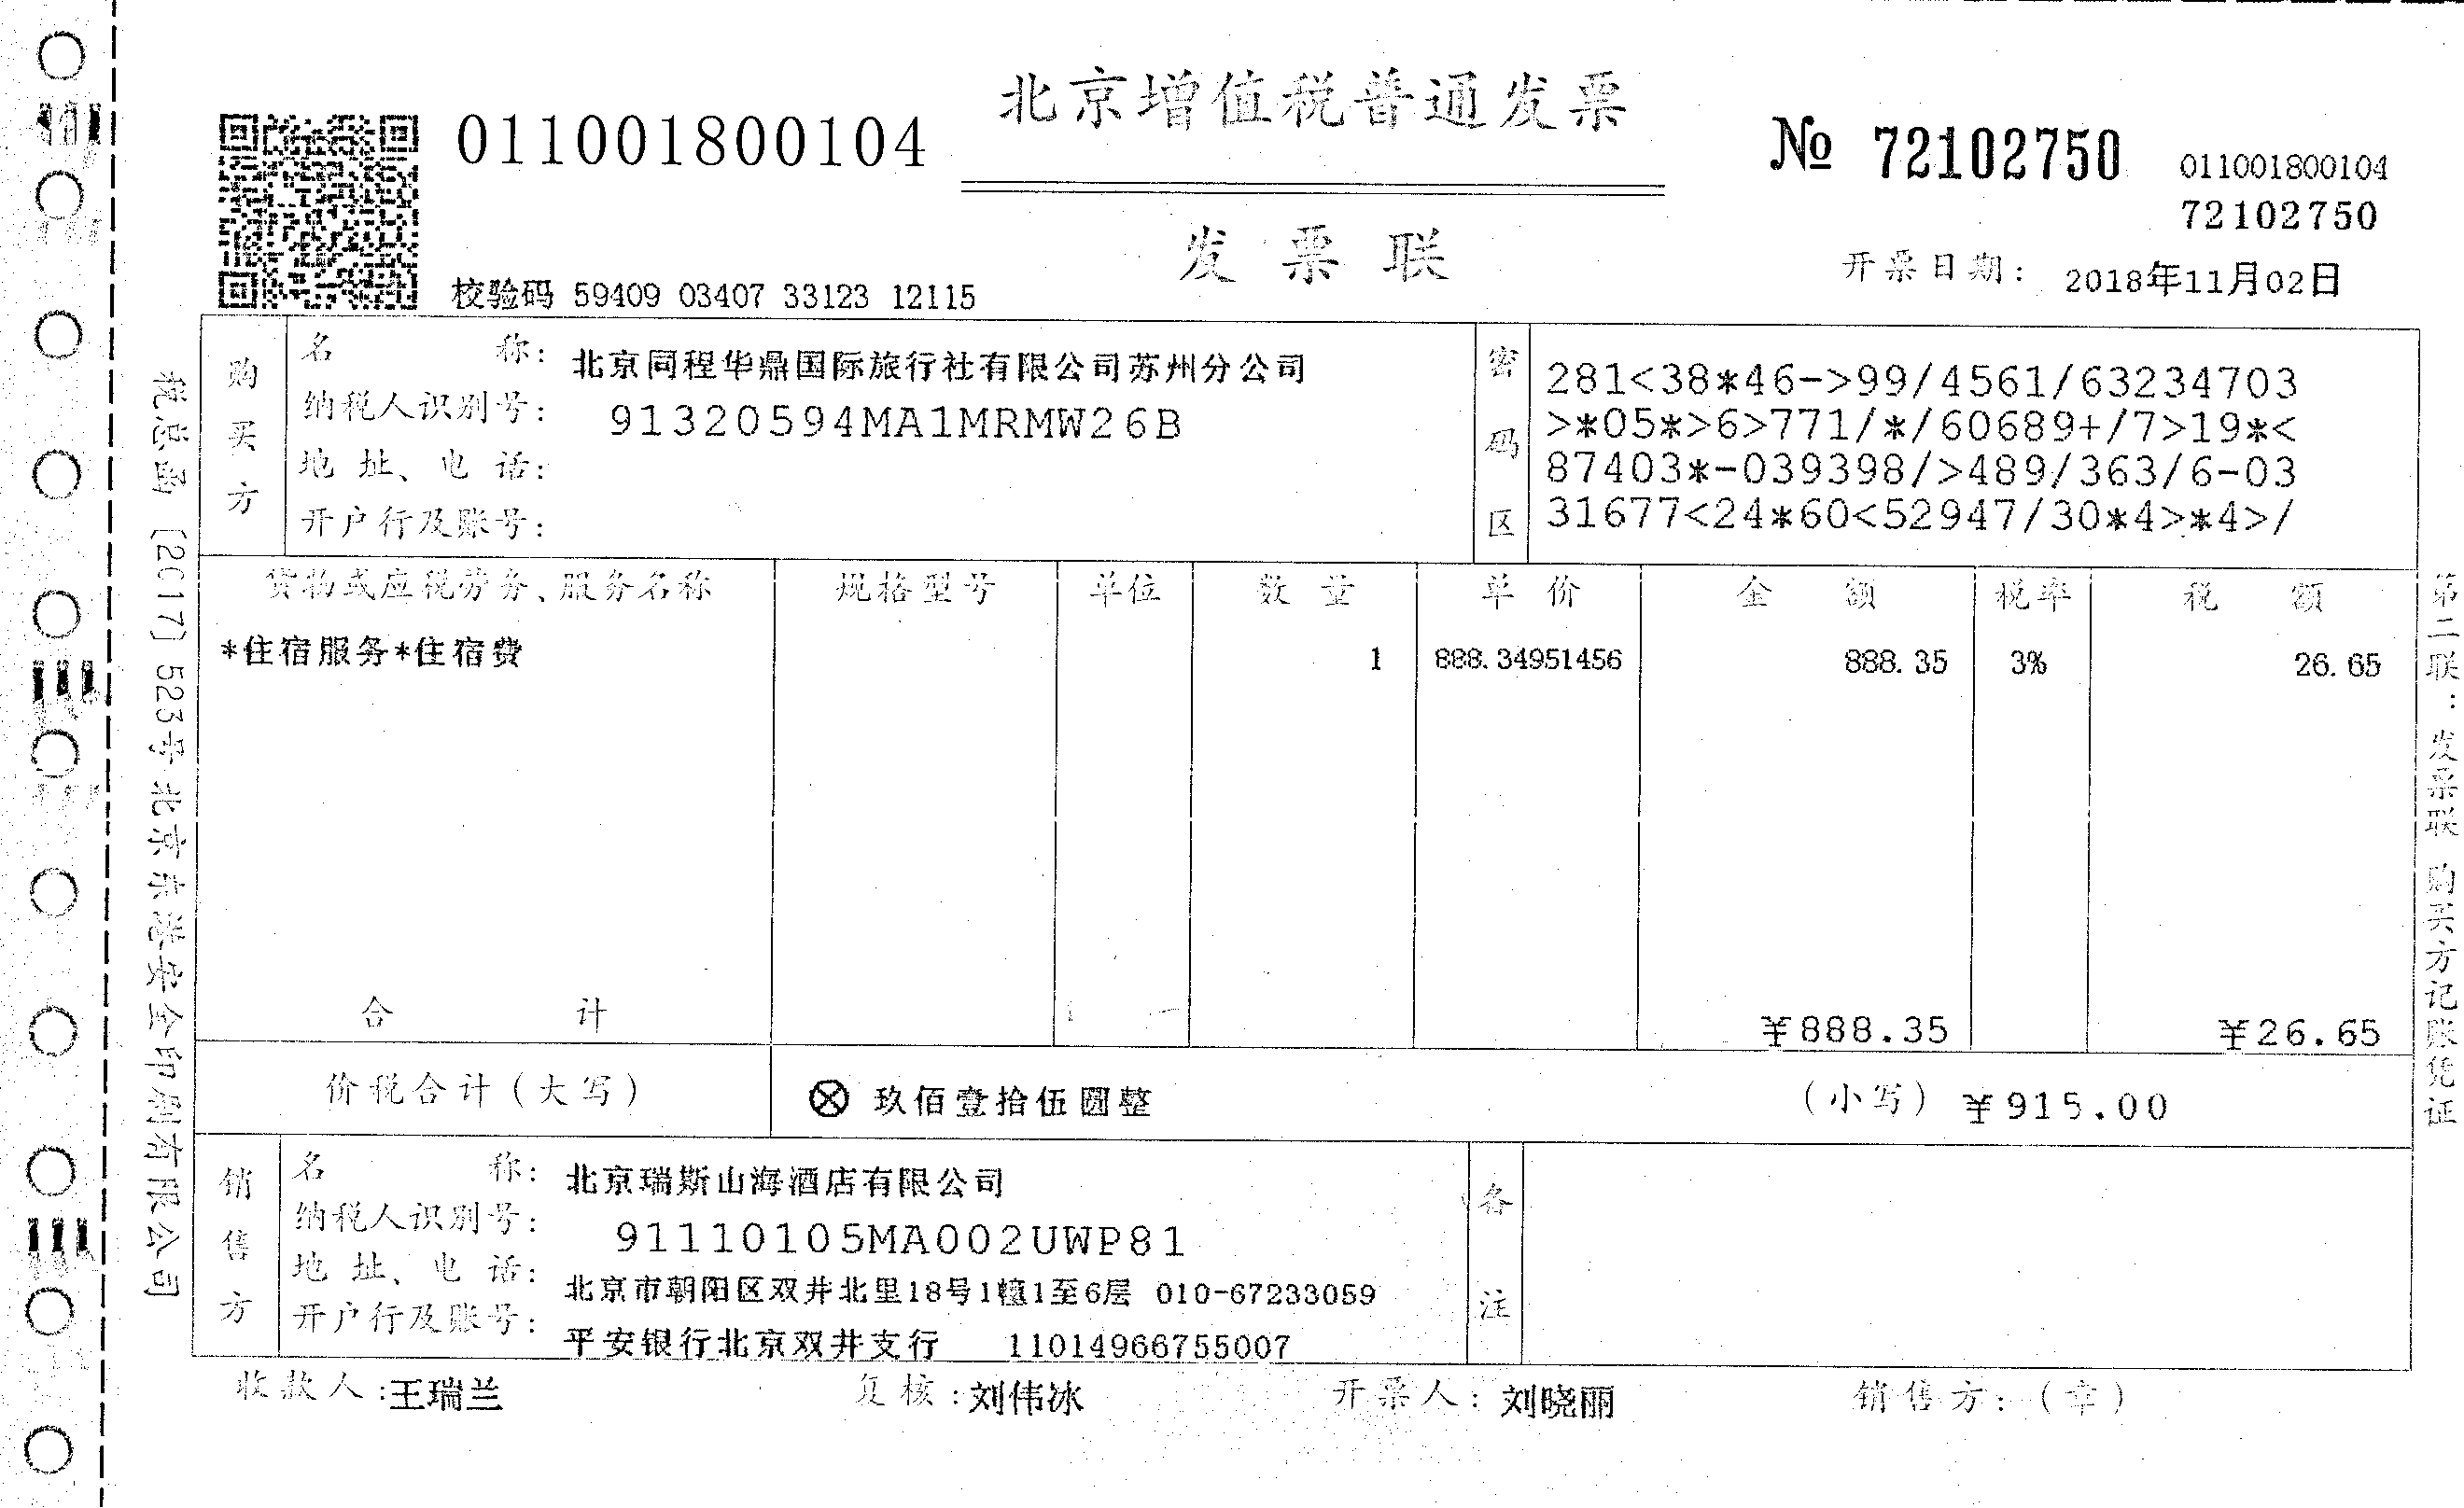 北京增值税普通发票
011001800104
№ 72102750
011001800104
72102750
发票联
校验码 59409 03407 33123 12115
开票日期: 2018年11月02日
购买方
名称: 北京同程华鼎国际旅行社有限公司苏州分公司
纳税人识别号: 91320594MA1MRMW26B
地址、电话:
开户行及账号:
密码区
281<38*46->99/4561/63234703
>*05*>6>771/*/60689+/7>19*<
87403*-039398/>489/363/6-03
31677<24*60<52947/30*4>*4>/
货物或应税劳务、服务名称 规格型号 单位 数量 单价 金额 税率 税额
*住宿服务*住宿费 1 888.34951456 888.35 3% 26.65
合计 ¥888.35 ¥26.65
价税合计(大写) ⊗玖佰壹拾伍圆整 (小写) ¥915.00
销售方
名称: 北京瑞斯山海酒店有限公司
纳税人识别号: 91110105MA002UWP81
地址、电话: 北京市朝阳区双井北里18号1幢1至6层 010-67233059
开户行及账号: 平安银行北京双井支行 11014966755007
备注
收款人:王瑞兰 复核:刘伟冰 开票人:刘晓丽 销售方:(章)
税总函[2017]523号北京东港安全印刷有限公司
第二联:发票联 购买方记账凭证